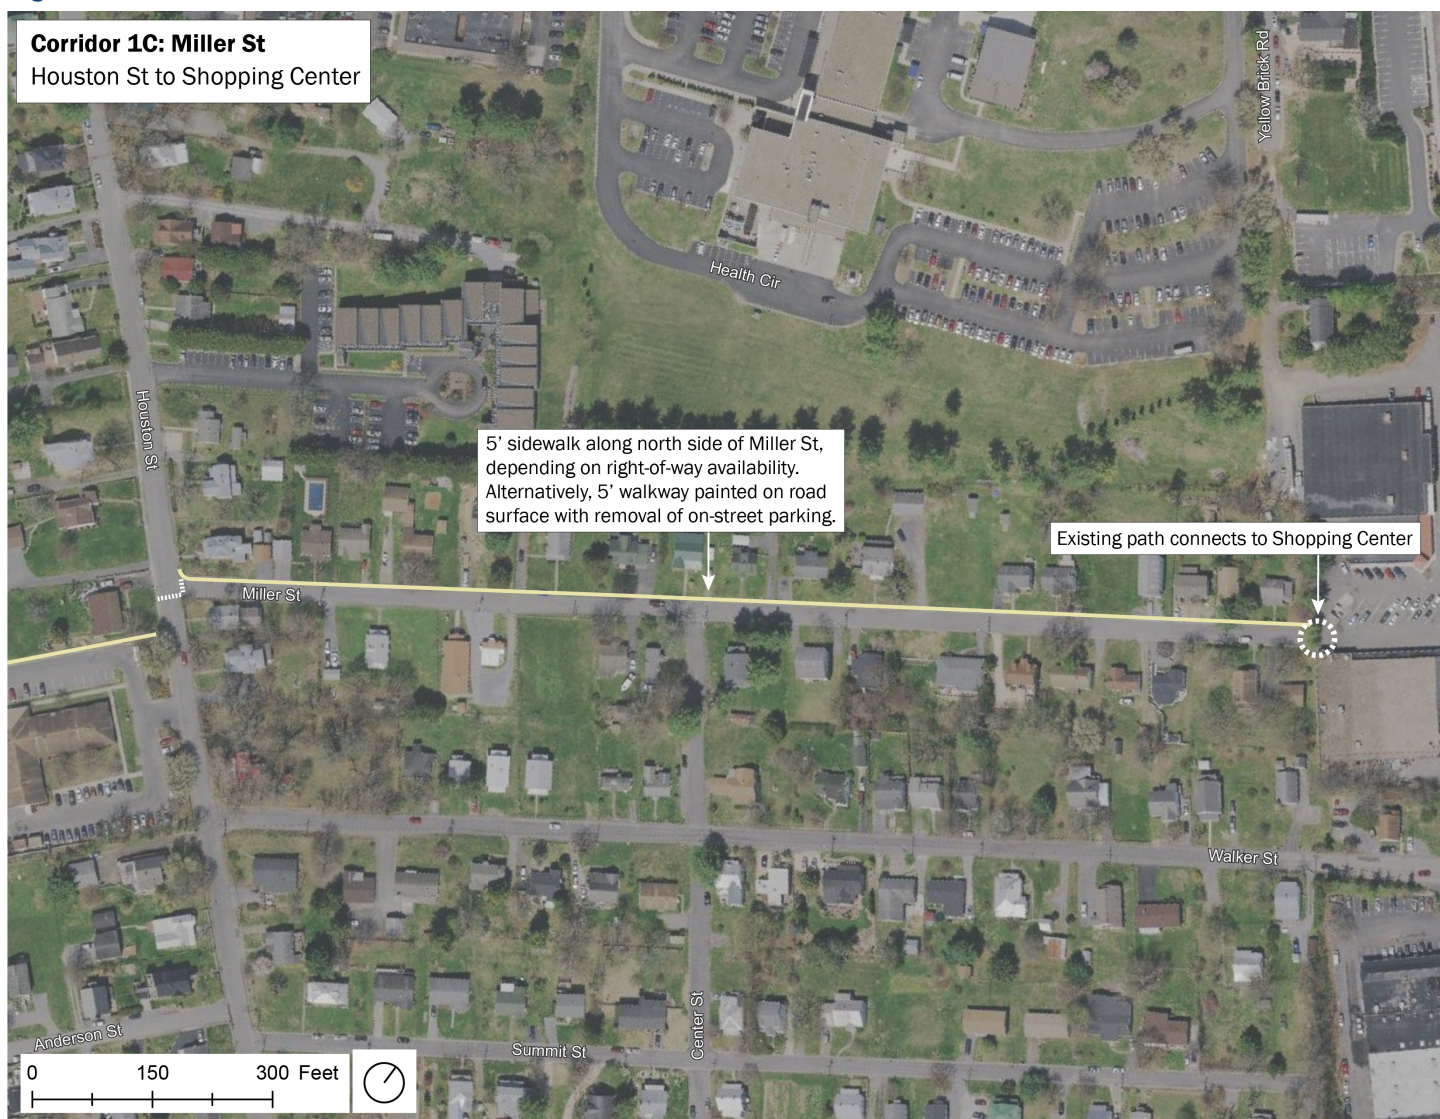 Corridor 1C: Miller St
Houston St to Shopping Center
Yellow Brick Rd
Health Cir
Houston St
5’ sidewalk along north side of Miller St,
depending on right-of-way availability.
Alternatively, 5’ walkway painted on road
surface with removal of on-street parking.
Existing path connects to Shopping Center
Miller St
Walker St
Center St
Anderson St
Summit St
0 150 300 Feet